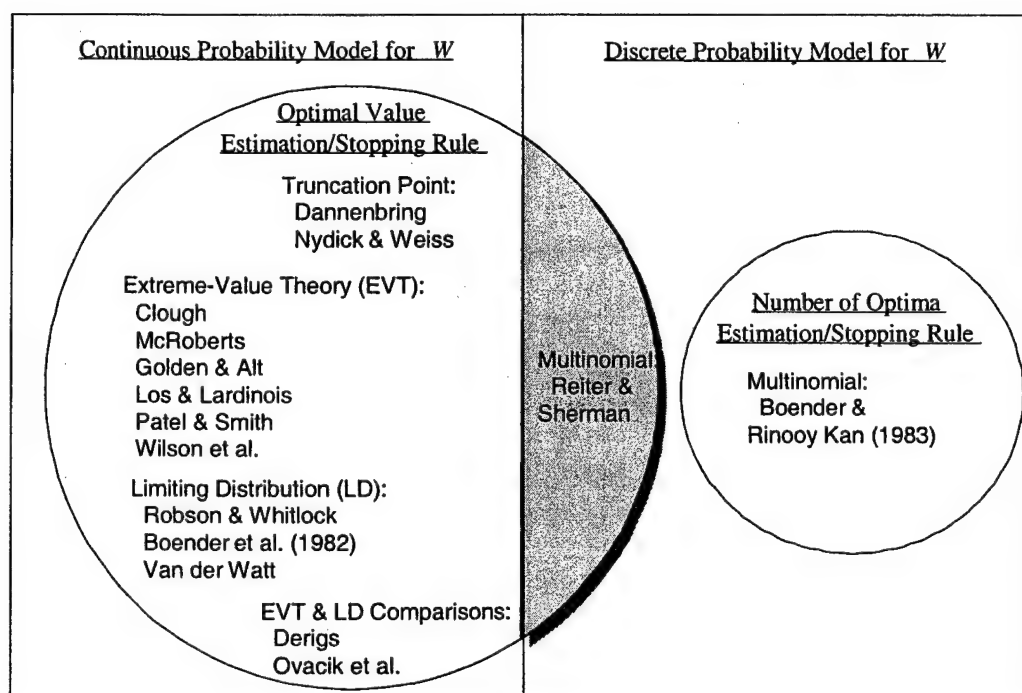 Continuous Probability Model for W
Optimal Value
Estimation/Stopping Rule
Truncation Point:
Dannenbring
Nydick & Weiss
Extreme-Value Theory (EVT):
Clough
McRoberts
Golden & Alt
Los & Lardinois
Patel & Smith
Wilson et al.
Limiting Distribution (LD):
Robson & Whitlock
Boender et al. (1982)
Van der Watt
EVT & LD Comparisons:
Derigs
Ovacik et al.
Discrete Probability Model for W
Multinomial:
Reiter &
Sherman
Number of Optima
Estimation/Stopping Rule
Multinomial:
Boender &
Rinooy Kan (1983)